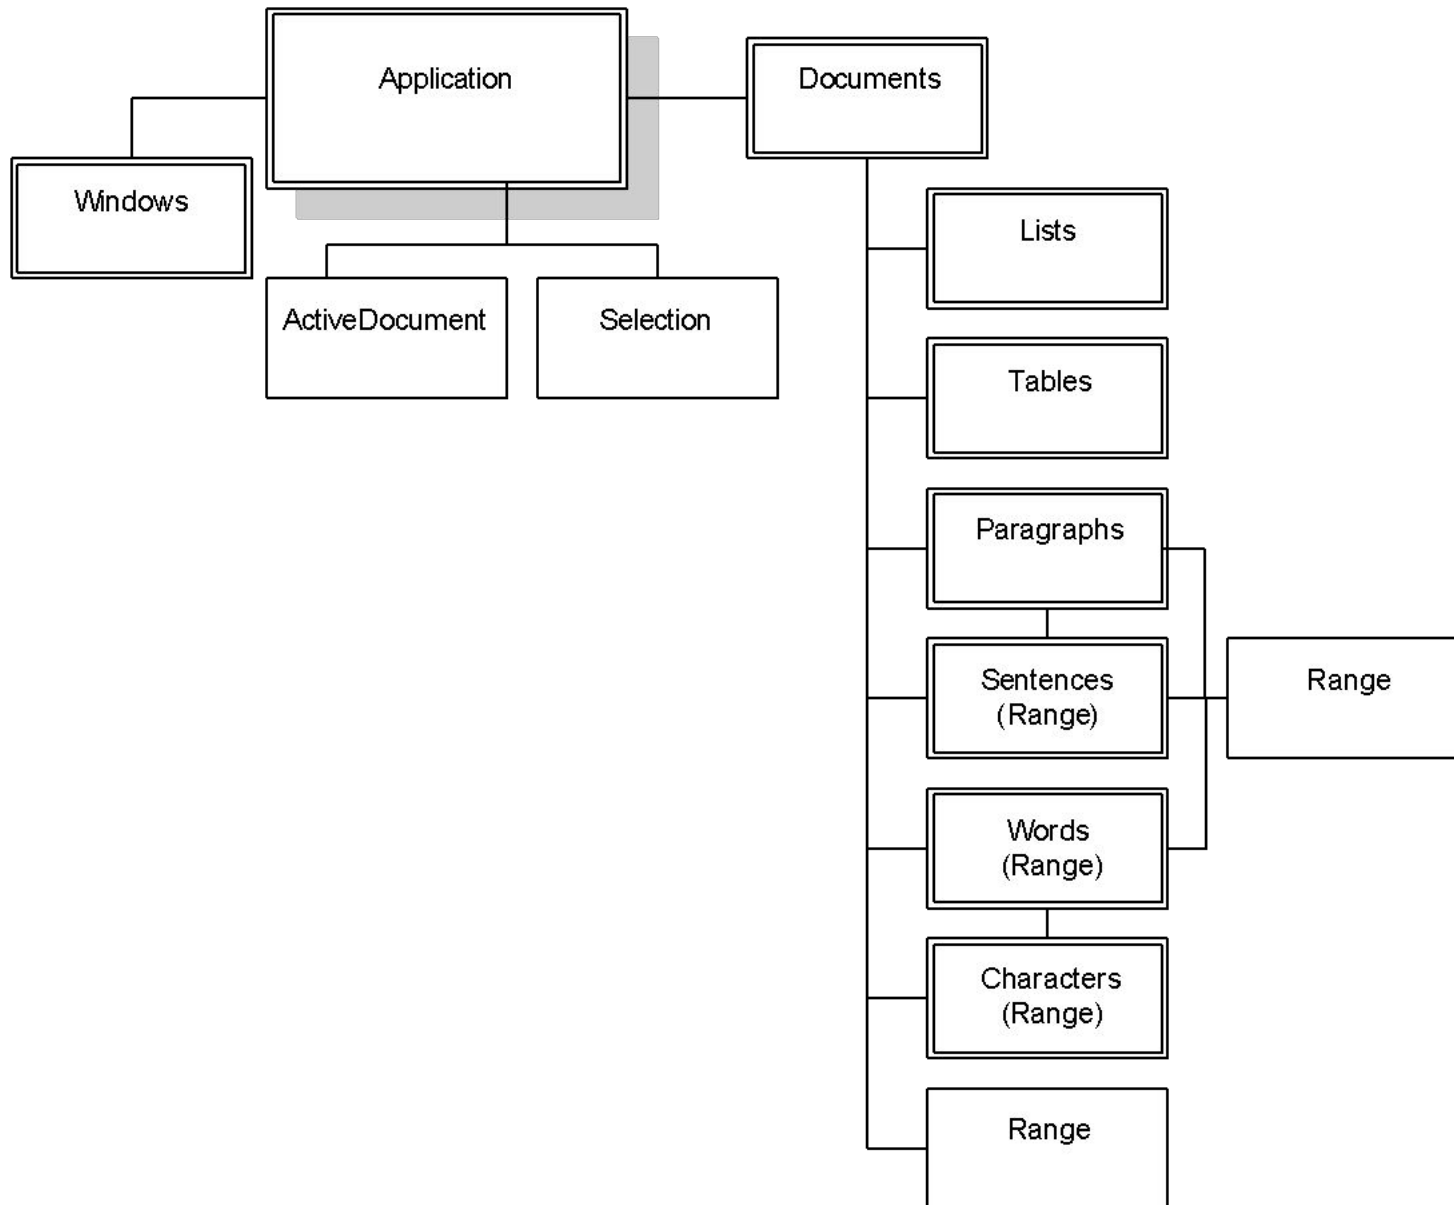 Application
Documents
Windows
Lists
ActiveDocument
Selection
Tables
Paragraphs
Sentences
(Range)
Range
Words
(Range)
Characters
(Range)
Range